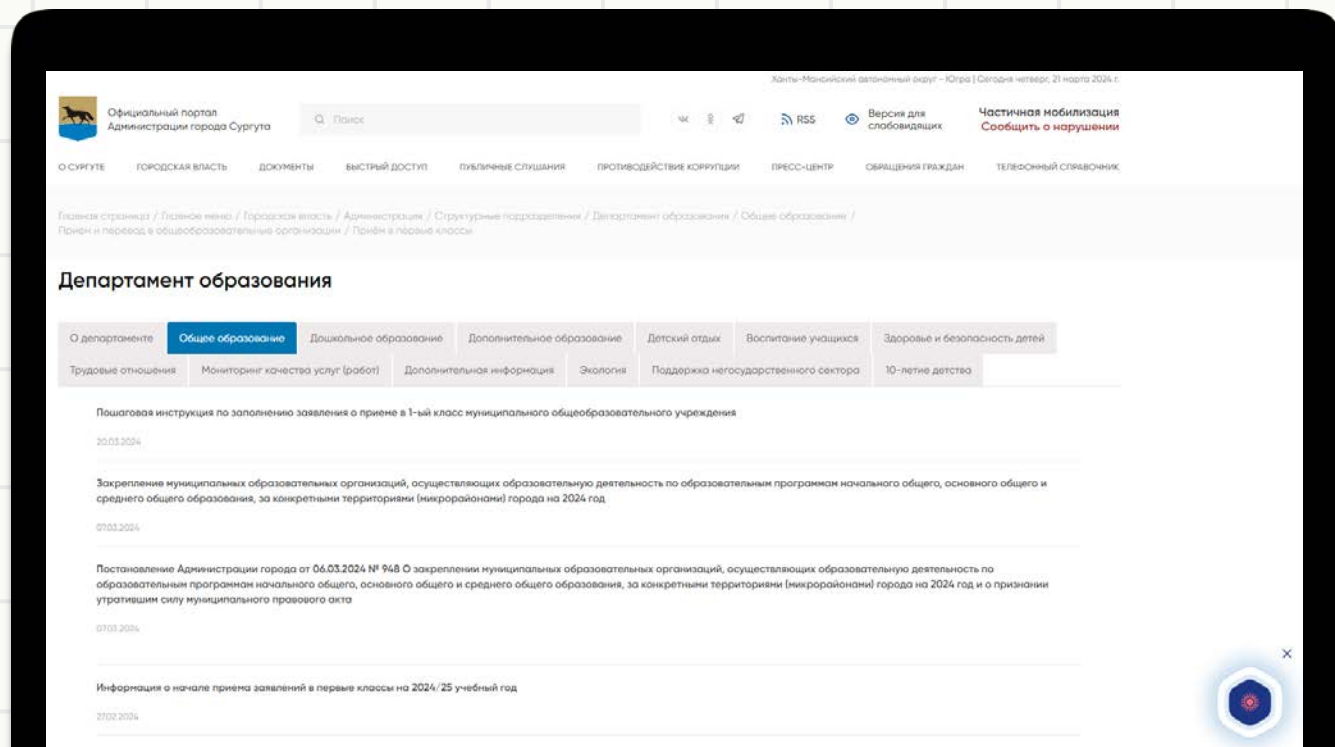 Ханты-Мансийский автономный округ - Югра | Сегодня четверг, 21 марта 2024 г.
Официальный портал
Администрации города Сургута
Поиск
RSS
Версия для
слабовидящих
Частичная мобилизация
Сообщить о нарушении
О СУРГУТЕ ГОРОДСКАЯ ВЛАСТЬ ДОКУМЕНТЫ БЫСТРЫЙ ДОСТУП ПУБЛИЧНЫЕ СЛУШАНИЯ ПРОТИВОДЕЙСТВИЕ КОРРУПЦИИ ПРЕСС-ЦЕНТР ОБРАЩЕНИЯ ГРАЖДАН ТЕЛЕФОННЫЙ СПРАВОЧНИК
Главная страница / Главное меню / Городская власть / Администрация / Структурные подразделения / Департамент образования / Общее образование /
Прием и перевод в общеобразовательные организации / Приём в первые классы
Департамент образования
О департаменте Общее образование Дошкольное образование Дополнительное образование Детский отдых Воспитание учащихся Здоровье и безопасность детей
Трудовые отношения Мониторинг качества услуг (работ) Дополнительная информация Экология Поддержка негосударственного сектора 10-летие детства
Пошаговая инструкция по заполнению заявления о приеме в 1-ый класс муниципального общеобразовательного учреждения
20.03.2024
Закрепление муниципальных образовательных организаций, осуществляющих образовательную деятельность по образовательным программам начального общего, основного общего и
среднего общего образования, за конкретными территориями (микрорайонами) города на 2024 год
07.03.2024
Постановление Администрации города от 06.03.2024 № 948 О закреплении муниципальных образовательных организаций, осуществляющих образовательную деятельность по
образовательным программам начального общего, основного общего и среднего общего образования, за конкретными территориями (микрорайонами) города на 2024 год и о признании
утратившим силу муниципального правового акта
07.03.2024
Информация о начале приема заявлений в первые классы на 2024/25 учебный год
27.02.2024